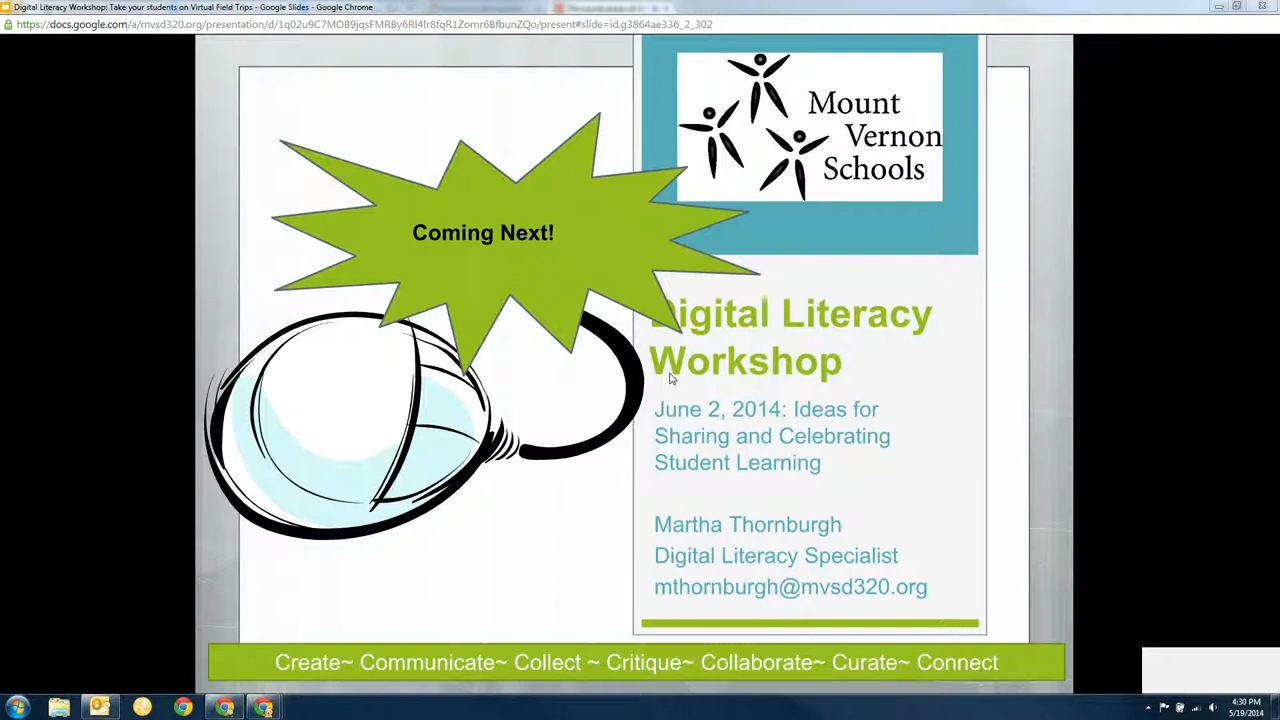 Digital Literacy Workshop: Take your students on Virtual Field Trips - Google Slides - Google Chrome
https://docs.google.com/a/mvsd320.org/presentation/d/1q02u9C7MOB9jqsFMRBy6Rl4lr8fqR1Zomr6BfbunZQo/present#slide=id.g3864ae336_2_302
Mount
Vernon
Schools
Coming Next!
Digital Literacy
Workshop
June 2, 2014: Ideas for
Sharing and Celebrating
Student Learning
Martha Thornburgh
Digital Literacy Specialist
mthornburgh@mvsd320.org
Create~ Communicate~ Collect ~ Critique~ Collaborate~ Curate~ Connect
4:30 PM
5/19/2014